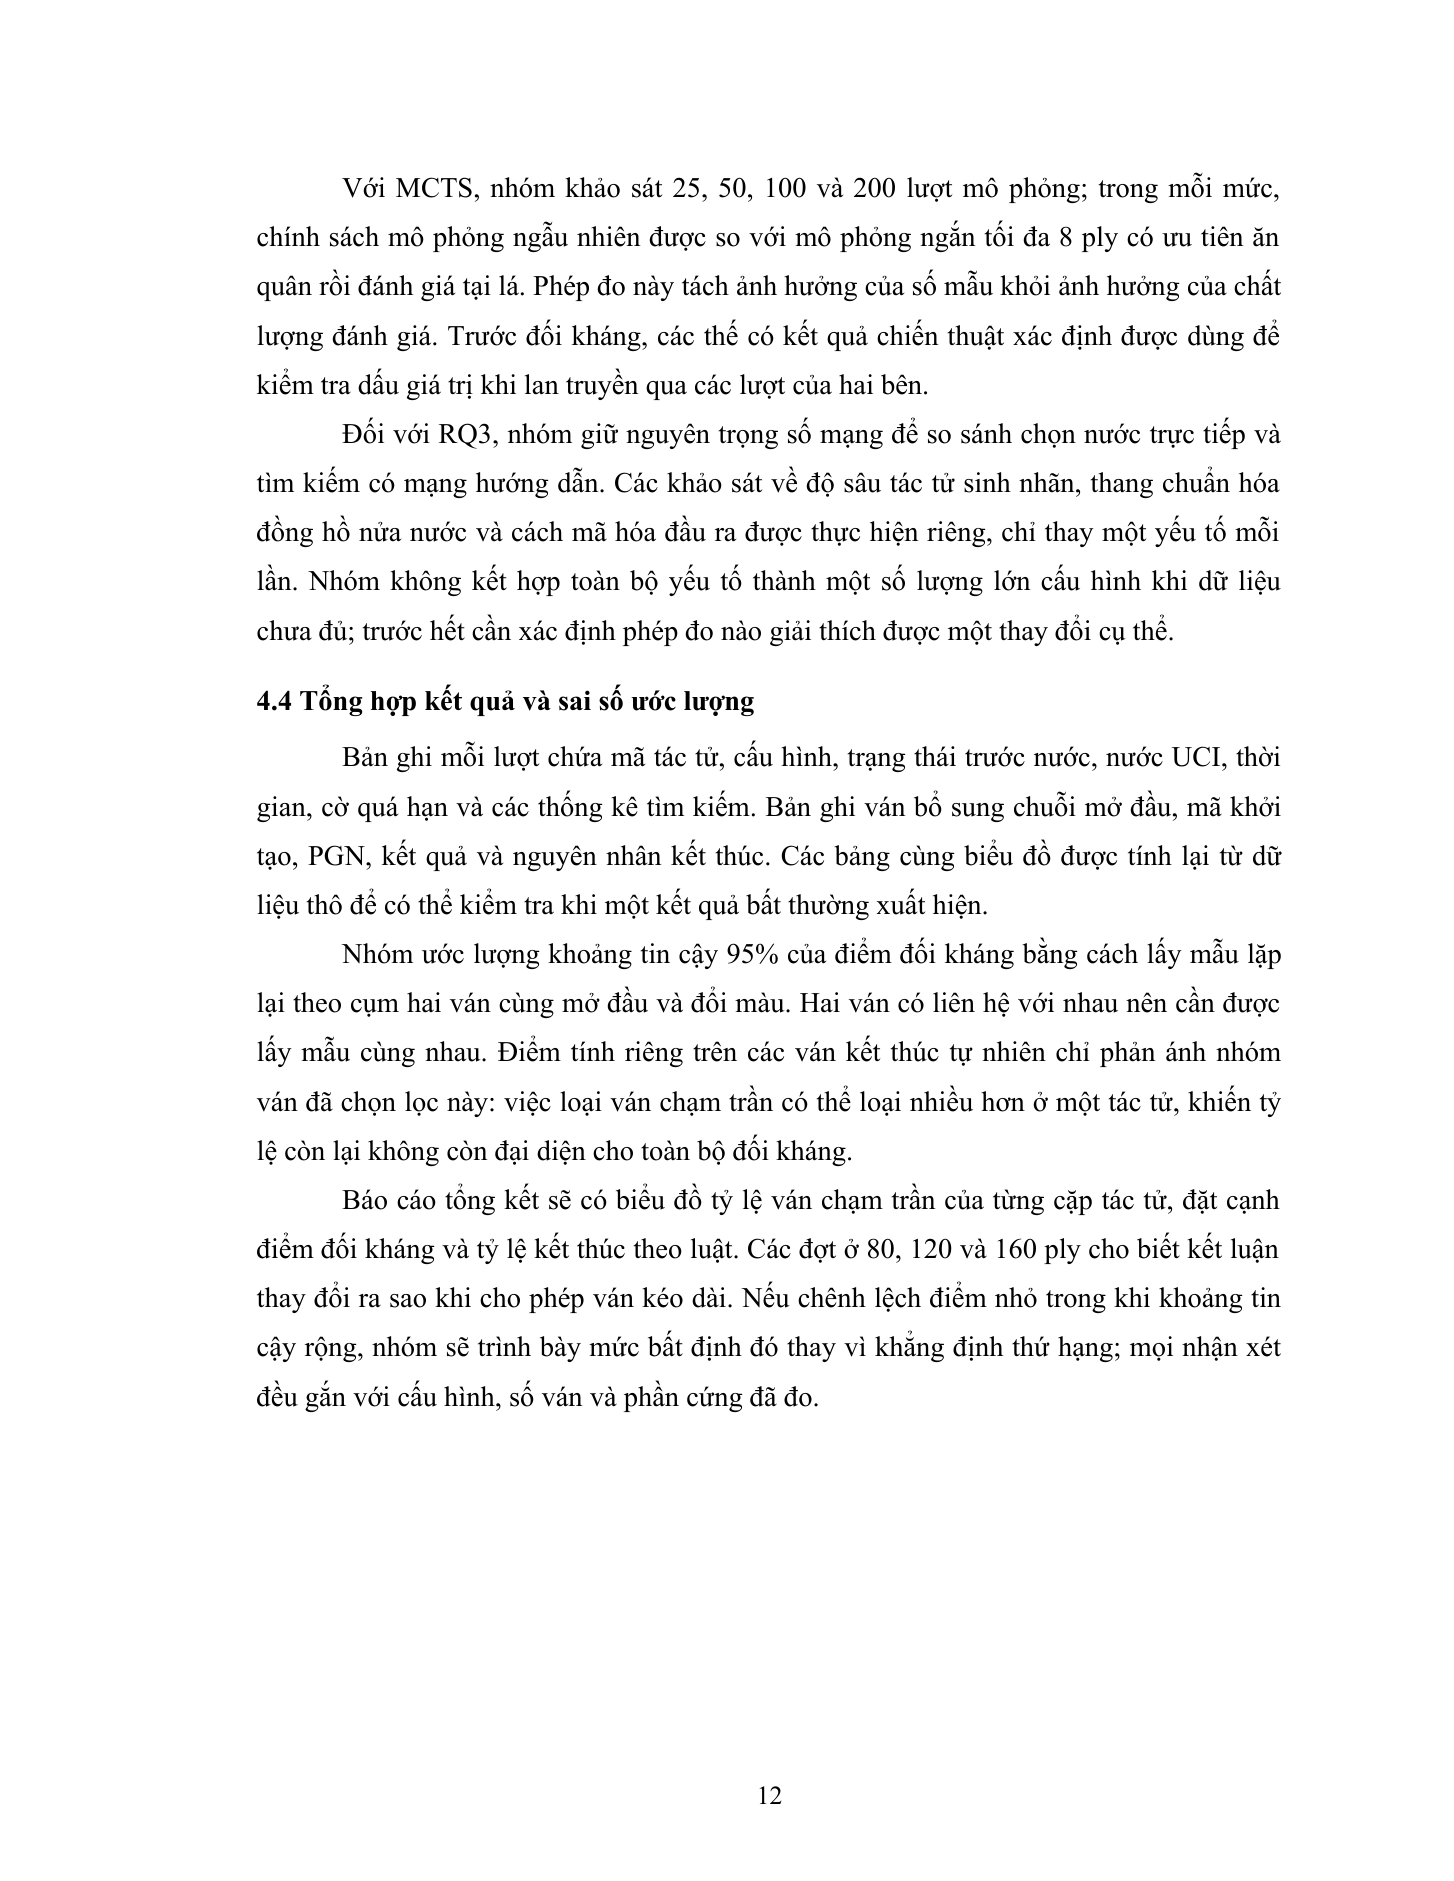 Với MCTS, nhóm khảo sát 25, 50, 100 và 200 lượt mô phỏng; trong mỗi mức,
chính sách mô phỏng ngẫu nhiên được so với mô phỏng ngắn tối đa 8 ply có ưu tiên ăn
quân rồi đánh giá tại lá. Phép đo này tách ảnh hưởng của số mẫu khỏi ảnh hưởng của chất
lượng đánh giá. Trước đối kháng, các thế có kết quả chiến thuật xác định được dùng để
kiểm tra dấu giá trị khi lan truyền qua các lượt của hai bên.
Đối với RQ3, nhóm giữ nguyên trọng số mạng để so sánh chọn nước trực tiếp và
tìm kiếm có mạng hướng dẫn. Các khảo sát về độ sâu tác tử sinh nhãn, thang chuẩn hóa
đồng hồ nửa nước và cách mã hóa đầu ra được thực hiện riêng, chỉ thay một yếu tố mỗi
lần. Nhóm không kết hợp toàn bộ yếu tố thành một số lượng lớn cấu hình khi dữ liệu
chưa đủ; trước hết cần xác định phép đo nào giải thích được một thay đổi cụ thể.
4.4 Tổng hợp kết quả và sai số ước lượng
Bản ghi mỗi lượt chứa mã tác tử, cấu hình, trạng thái trước nước, nước UCI, thời
gian, cờ quá hạn và các thống kê tìm kiếm. Bản ghi ván bổ sung chuỗi mở đầu, mã khởi
tạo, PGN, kết quả và nguyên nhân kết thúc. Các bảng cùng biểu đồ được tính lại từ dữ
liệu thô để có thể kiểm tra khi một kết quả bất thường xuất hiện.
Nhóm ước lượng khoảng tin cậy 95% của điểm đối kháng bằng cách lấy mẫu lặp
lại theo cụm hai ván cùng mở đầu và đổi màu. Hai ván có liên hệ với nhau nên cần được
lấy mẫu cùng nhau. Điểm tính riêng trên các ván kết thúc tự nhiên chỉ phản ánh nhóm
ván đã chọn lọc này: việc loại ván chạm trần có thể loại nhiều hơn ở một tác tử, khiến tỷ
lệ còn lại không còn đại diện cho toàn bộ đối kháng.
Báo cáo tổng kết sẽ có biểu đồ tỷ lệ ván chạm trần của từng cặp tác tử, đặt cạnh
điểm đối kháng và tỷ lệ kết thúc theo luật. Các đợt ở 80, 120 và 160 ply cho biết kết luận
thay đổi ra sao khi cho phép ván kéo dài. Nếu chênh lệch điểm nhỏ trong khi khoảng tin
cậy rộng, nhóm sẽ trình bày mức bất định đó thay vì khẳng định thứ hạng; mọi nhận xét
đều gắn với cấu hình, số ván và phần cứng đã đo.
12